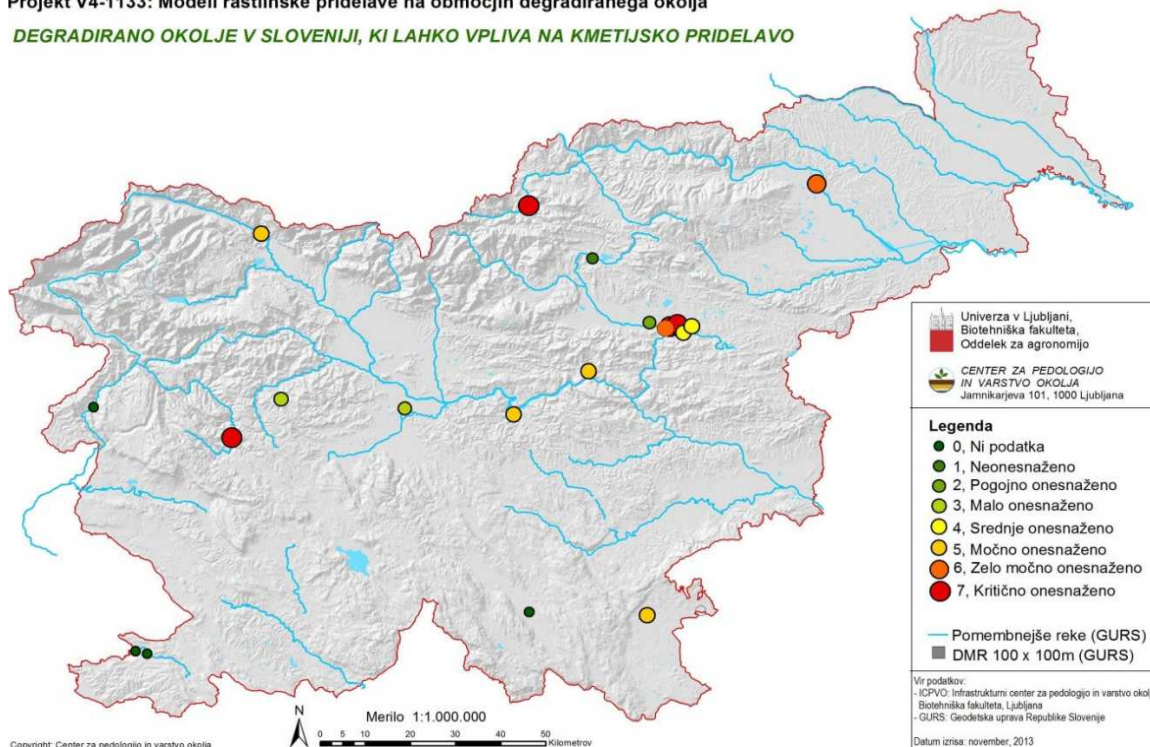 Projekt V4-1133: Modeli rastlinske pridelave na območjih degradiranega okolja
DEGRADIRANO OKOLJE V SLOVENIJI, KI LAHKO VPLIVA NA KMETIJSKO PRIDELAVO
Univerza v Ljubljani,
Biotehniška fakulteta,
Oddelek za agronomijo
CENTER ZA PEDOLOGIJO
IN VARSTVO OKOLJA
Jamnikarjeva 101, 1000 Ljubljana
Legenda
0, Ni podatka
1, Neonesnaženo
2, Pogojno onesnaženo
3, Malo onesnaženo
4, Srednje onesnaženo
5, Močno onesnaženo
6, Zelo močno onesnaženo
7, Kritično onesnaženo
Pomembnejše reke (GURS)
DMR 100 x 100m (GURS)
Vir podatkov:
- ICPVO: Infrastrukturni center za pedologijo in varstvo okol
Biotehniška fakulteta, Ljubljana
- GURS: Geodetska uprava Republike Slovenije
Datum izrisa: november, 2013
N
Merilo 1:1.000.000
0 5 10 20 30 40 50
Kilometrov
Copyright: Center za pedologijo in varstvo okolja